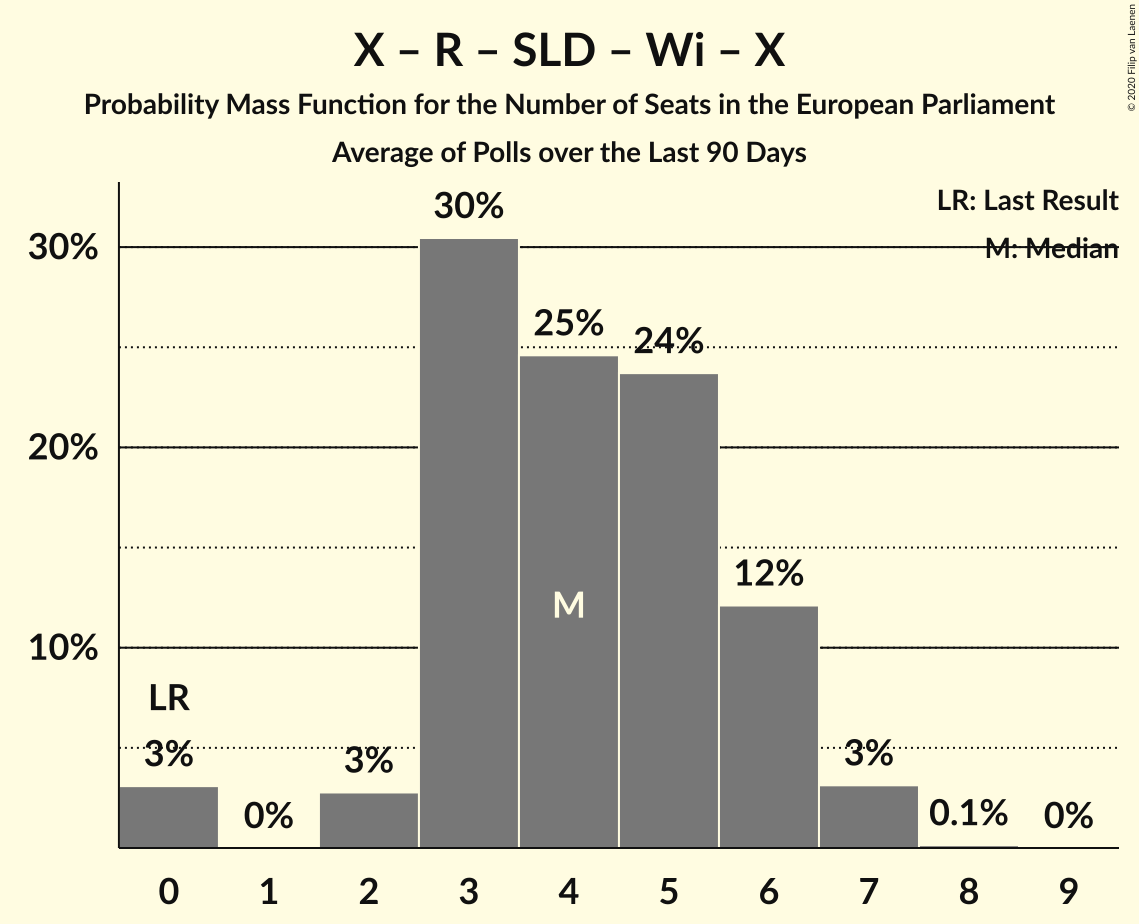 X – R – SLD – Wi – X
Probability Mass Function for the Number of Seats in the European Parliament
Average of Polls over the Last 90 Days
© 2020 Filip van Laenen
LR: Last Result
M: Median
30%
20%
10%
30%
25%
24%
12%
M
LR
3%
0%
3%
3%
0.1%
0%
0 1 2 3 4 5 6 7 8 9